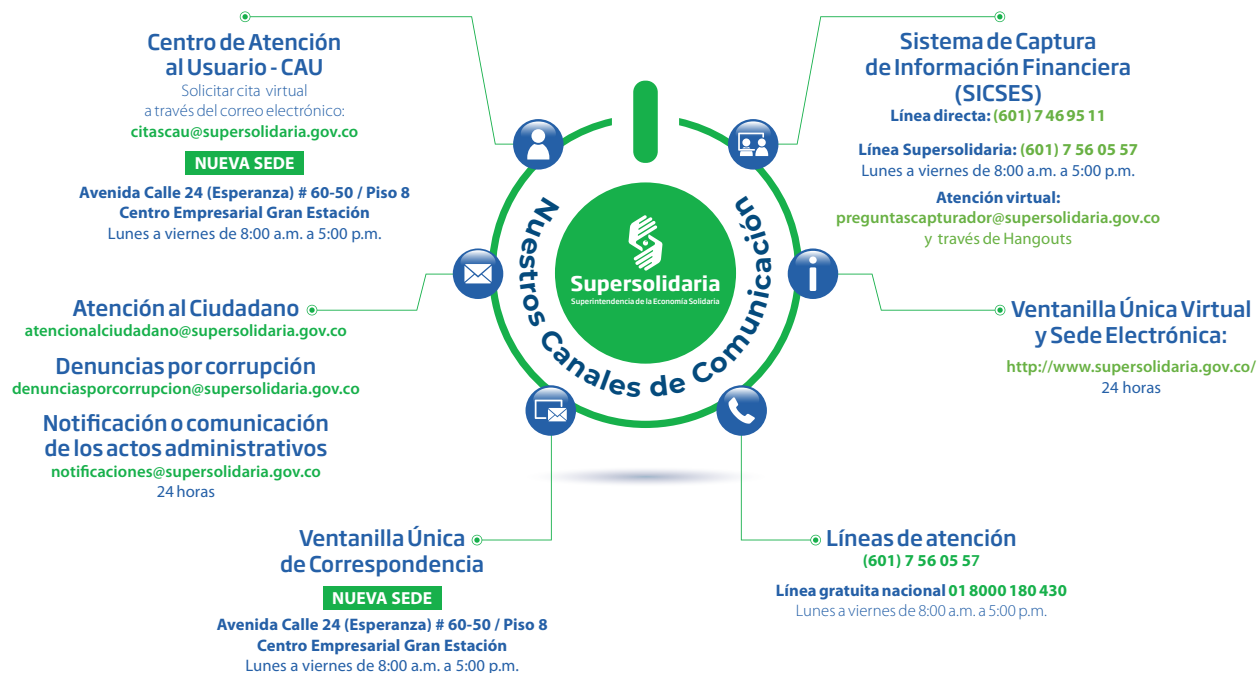 Centro de Atención
al Usuario - CAU
Solicitar cita virtual
a través del correo electrónico:
citascau@supersolidaria.gov.co
NUEVA SEDE
Avenida Calle 24 (Esperanza) # 60-50 / Piso 8
Centro Empresarial Gran Estación
Lunes a viernes de 8:00 a.m. a 5:00 p.m.
Atención al Ciudadano
atencionalciudadano@supersolidaria.gov.co
Denuncias por corrupción
denunciasporcorrupcion@supersolidaria.gov.co
Notificación o comunicación
de los actos administrativos
notificaciones@supersolidaria.gov.co
24 horas
Ventanilla Única
de Correspondencia
NUEVA SEDE
Avenida Calle 24 (Esperanza) # 60-50 / Piso 8
Centro Empresarial Gran Estación
Lunes a viernes de 8:00 a.m. a 5:00 p.m.
Nuestros Canales de Comunicación
Supersolidaria
Superintendencia de la Economía Solidaria
Sistema de Captura
de Información Financiera
(SICSES)
Línea directa: (601) 7 46 95 11
Línea Supersolidaria: (601) 7 56 05 57
Lunes a viernes de 8:00 a.m. a 5:00 p.m.
Atención virtual:
preguntascapturador@supersolidaria.gov.co
y través de Hangouts
Ventanilla Única Virtual
y Sede Electrónica:
http://www.supersolidaria.gov.co/
24 horas
Líneas de atención
(601) 7 56 05 57
Línea gratuita nacional 01 8000 180 430
Lunes a viernes de 8:00 a.m. a 5:00 p.m.